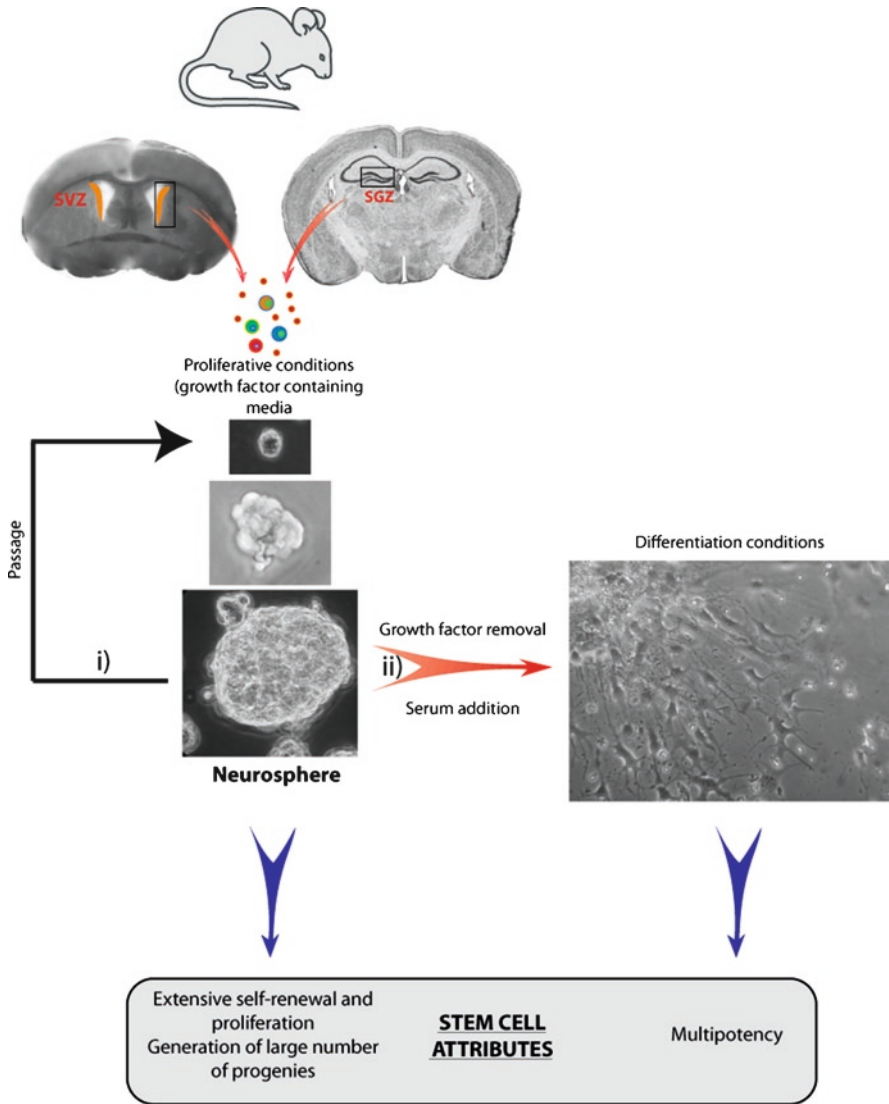 SVZ
SGZ
Proliferative conditions
(growth factor containing
media
Passage
i)
Neurosphere
Growth factor removal
ii)
Serum addition
Differentiation conditions
Extensive self-renewal and
proliferation
Generation of large number
of progenies
STEM CELL
ATTRIBUTES
Multipotency